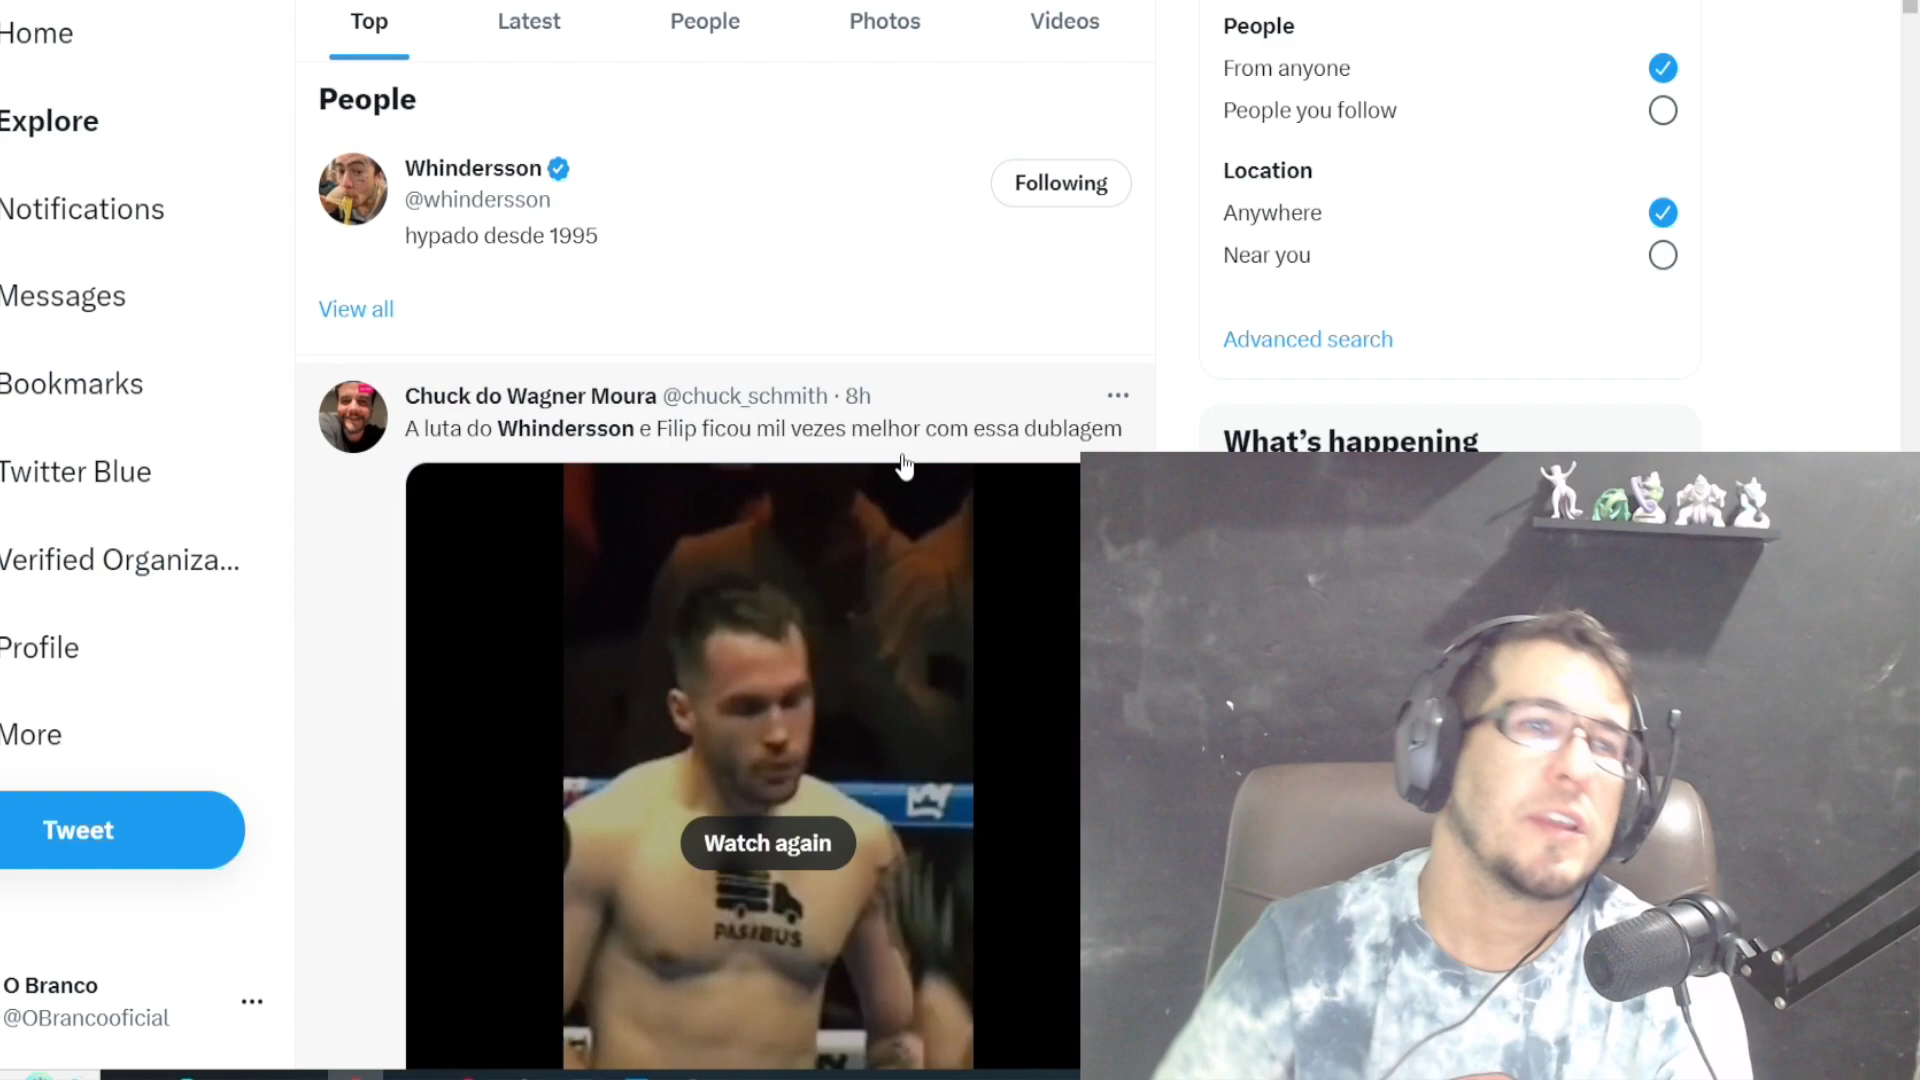 Home
Explore
Notifications
Messages
Bookmarks
Twitter Blue
Verified Organiza...
Profile
More
Tweet
O Branco
@OBrancooficial
Top
Latest
People
Photos
Videos
People
Whindersson
@whindersson
hypado desde 1995
Following
View all
Chuck do Wagner Moura @chuck_schmith · 8h
A luta do Whindersson e Filip ficou mil vezes melhor com essa dublagem
Watch again
PASIBUS
People
From anyone
People you follow
Location
Anywhere
Near you
Advanced search
What's happening